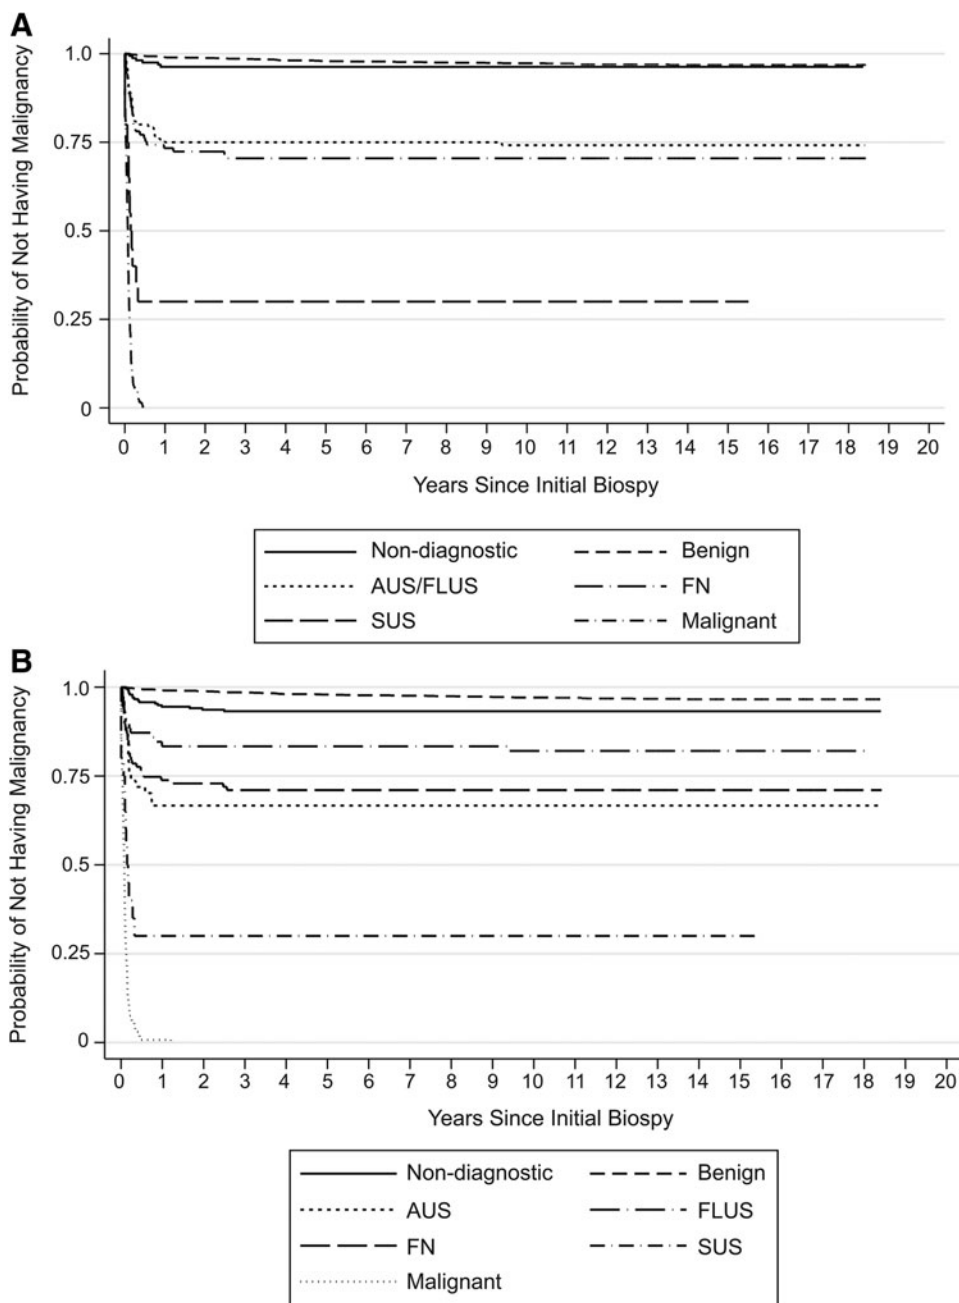 A
Probability of Not Having Malignancy
1.0
0.75
0.5
0.25
0
0 1 2 3 4 5 6 7 8 9 10 11 12 13 14 15 16 17 18 19 20
Years Since Initial Biospy
Non-diagnostic Benign
AUS/FLUS FN
SUS Malignant
B
Probability of Not Having Malignancy
1.0
0.75
0.5
0.25
0
0 1 2 3 4 5 6 7 8 9 10 11 12 13 14 15 16 17 18 19 20
Years Since Initial Biospy
Non-diagnostic Benign
AUS FLUS
FN SUS
Malignant